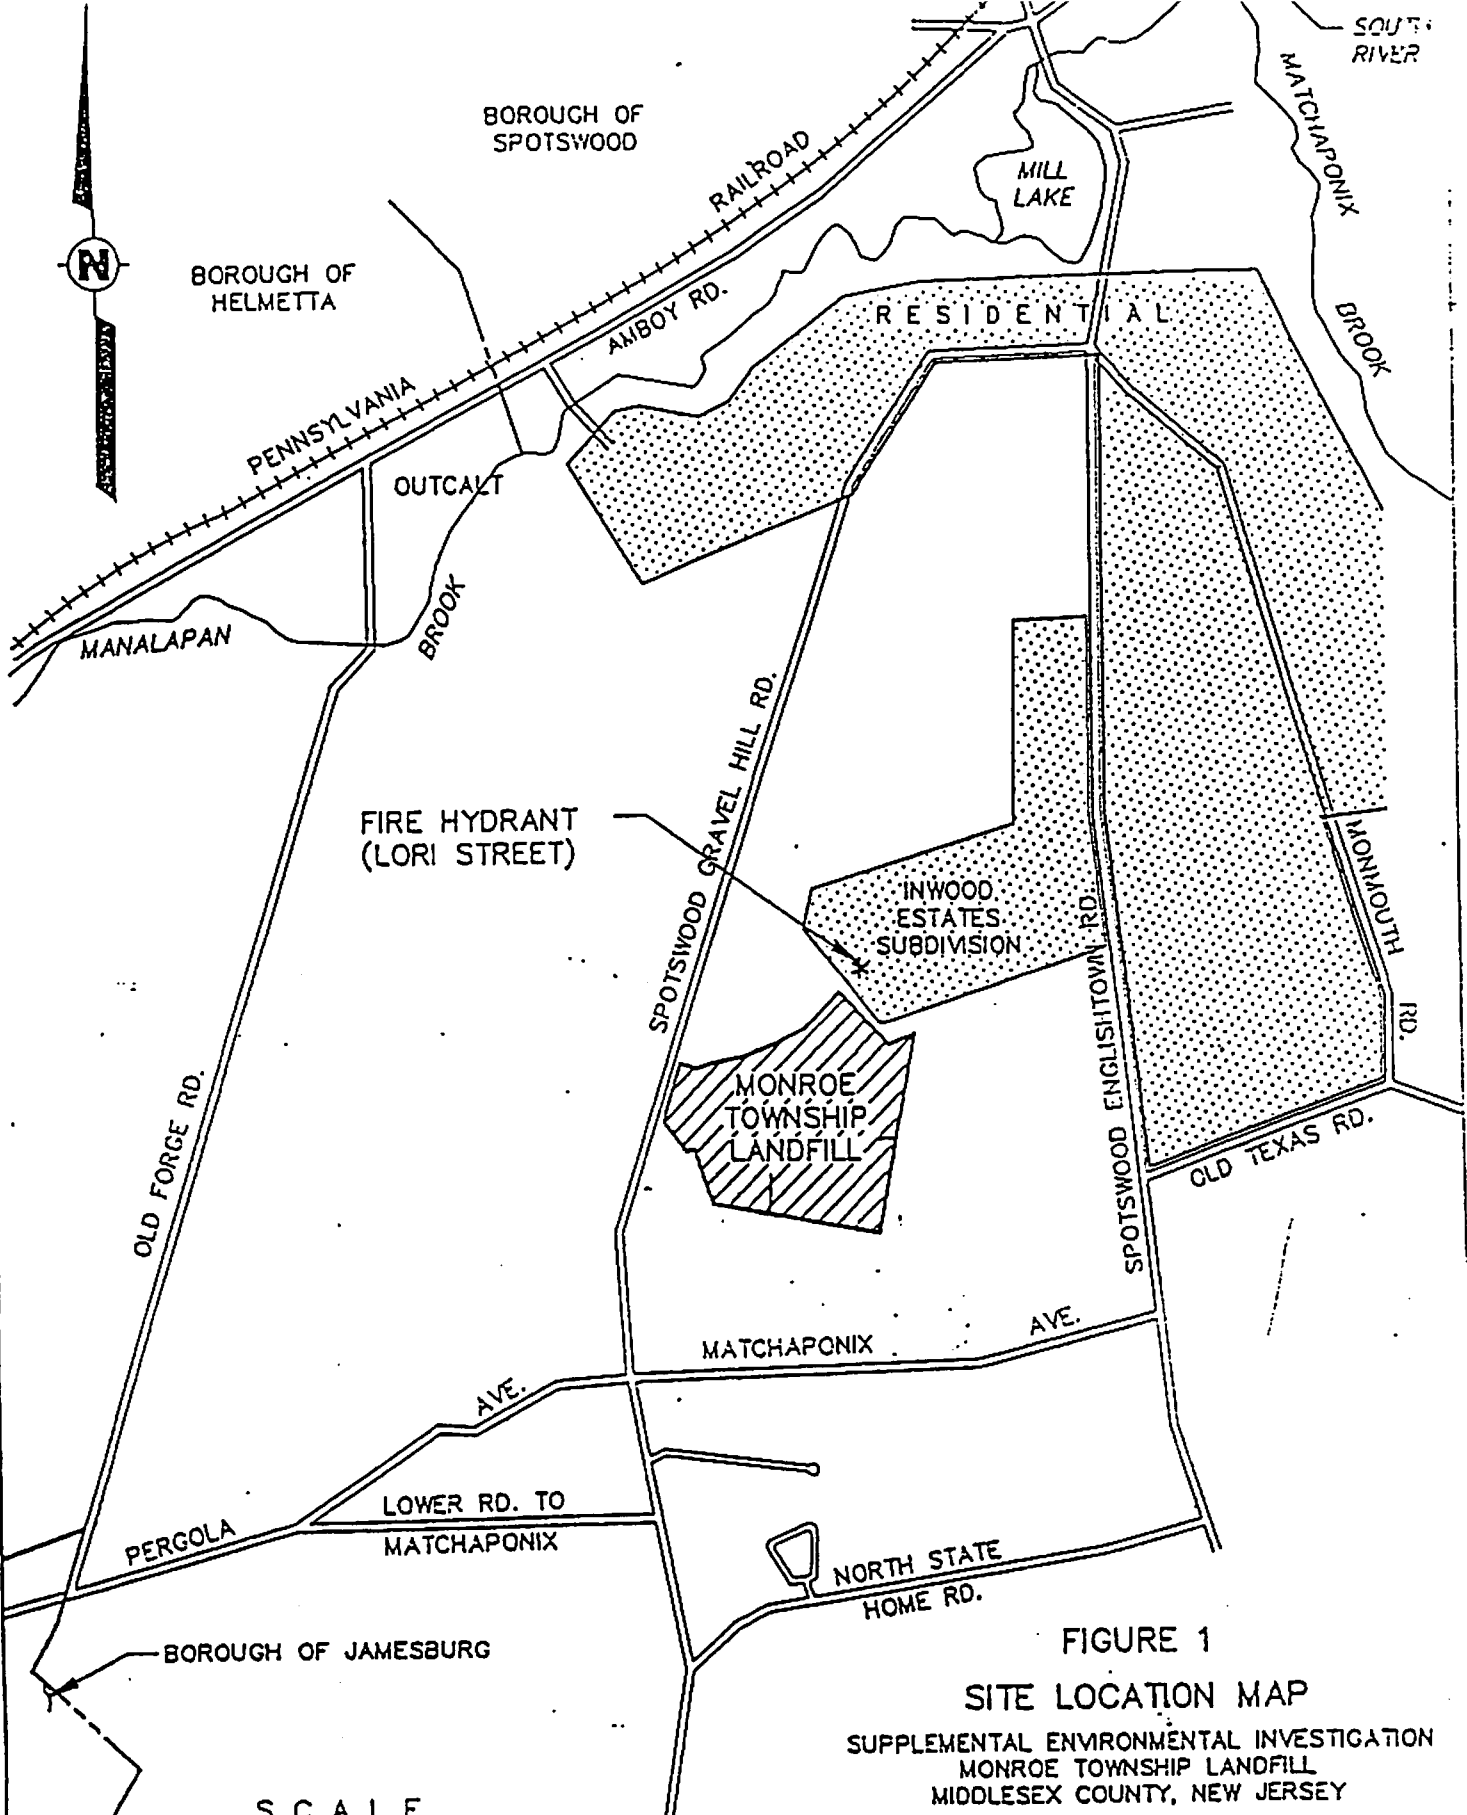 SOUTH
RIVER
MATCHAPONIX
BROOK
BOROUGH OF
SPOTSWOOD
RAILROAD
MILL
LAKE
N
BOROUGH OF
HELMETTA
AMBOY RD.
RESIDENTIAL
PENNSYLVANIA
OUTCALT
BROOK
MANALAPAN
SPOTSWOOD GRAVEL HILL RD.
FIRE HYDRANT
(LORI STREET)
INWOOD
ESTATES
SUBDIVISION
MONMOUTH
RD.
MONROE
TOWNSHIP
LANDFILL
SPOTSWOOD ENGLISHTOWN RD.
OLD TEXAS RD.
OLD FORGE RD.
MATCHAPONIX
AVE.
AVE.
LOWER RD. TO
MATCHAPONIX
PERGOLA
NORTH STATE
HOME RD.
BOROUGH OF JAMESBURG
FIGURE 1
SITE LOCATION MAP
SUPPLEMENTAL ENVIRONMENTAL INVESTIGATION
MONROE TOWNSHIP LANDFILL
MIDDLESEX COUNTY, NEW JERSEY
SCALE